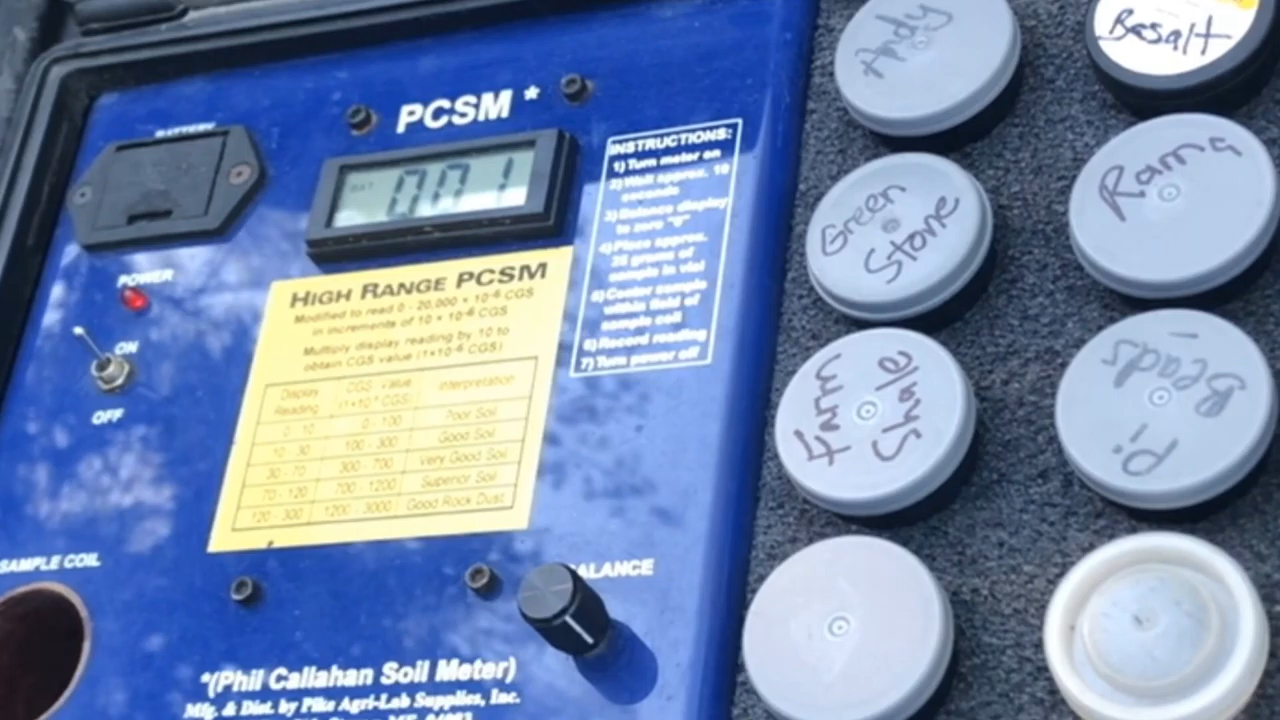 BATTERY
PCSM *
BAT 001
INSTRUCTIONS:
1) Turn meter on
2) Wait approx. 10
seconds
3) Balance display
to zero "0"
4) Place approx.
sample in vial
5) Center sample
within field of
sample coil
6) Record reading
7) Turn power off
POWER
ON
OFF
HIGH RANGE PCSM
Modified to read 0 - 20,000 × 10-6 CGS
in increments of 10 × 10-6 CGS
Multiply display reading by 10 to
obtain CGS value (1×10-6 CGS)
Display Reading CGS Value (1×10-6 CGS) Interpretation
0 - 10 0 - 100 Poor Soil
10 - 30 100 - 300 Good Soil
30 - 70 300 - 700 Very Good Soil
70 - 120 700 - 1200 Superior Soil
120 - 300 1200 - 3000 Good Rock Dust
SAMPLE COIL
BALANCE
*(Phil Callahan Soil Meter)
Mfg. & Dist. by Pike Agri-Lab Supplies, Inc.
Andy
Basalt
Green
Stone
Rama
Farm
Shale
Pi
Beads